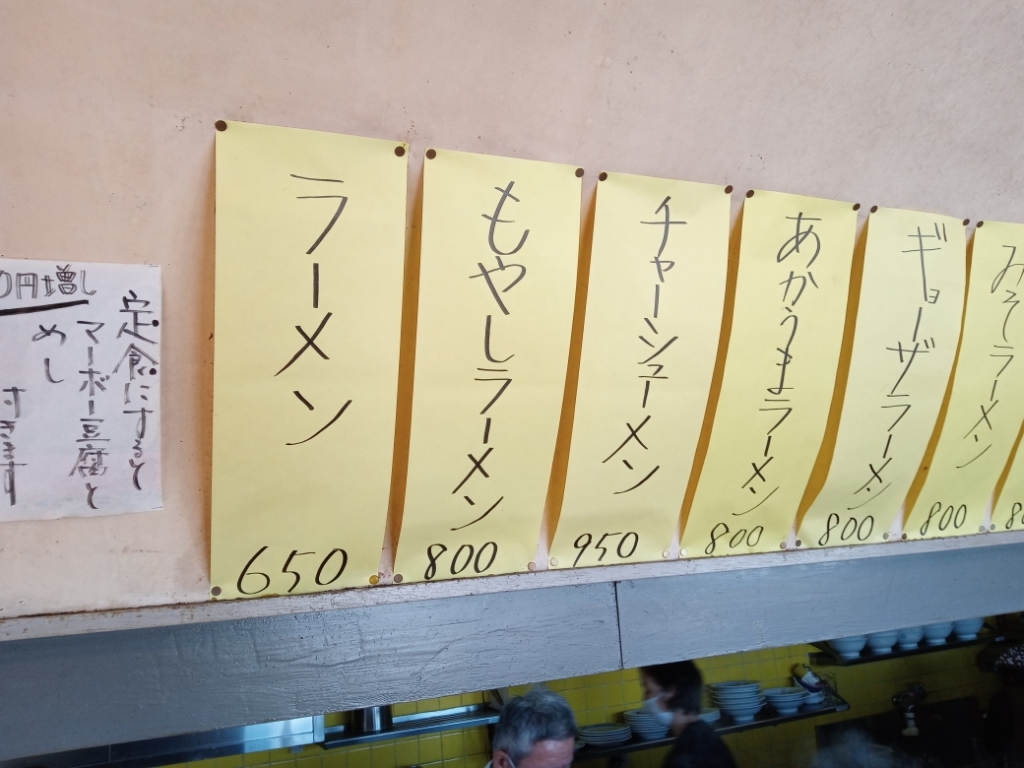 0円増し
定食にすると
マーボー豆腐と
めし
付きます
ラーメン
650
もやしラーメン
800
チャーシューメン
950
あかうまラーメン
800
ギョーザラーメン
800
みそラーメン
800